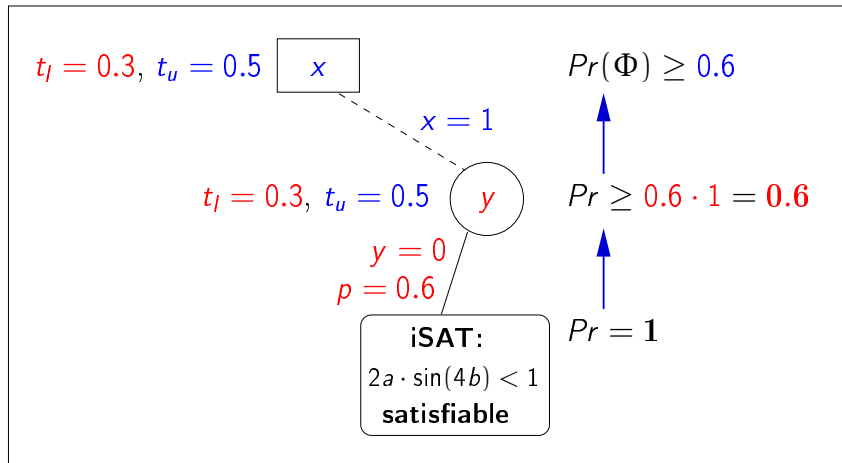 t_l = 0.3, t_u = 0.5 x Pr(Φ) ≥ 0.6
x = 1
t_l = 0.3, t_u = 0.5 y Pr ≥ 0.6 · 1 = 0.6
y = 0
p = 0.6
iSAT: Pr = 1
2a · sin(4b) < 1
satisfiable